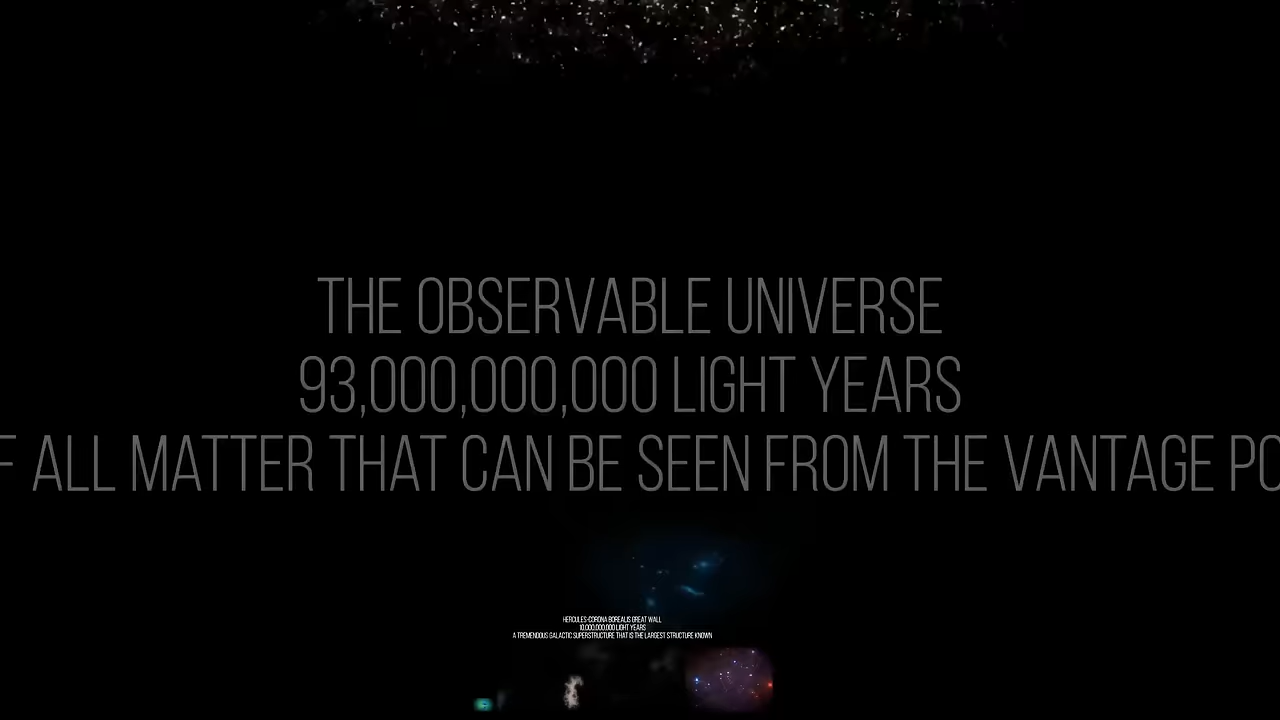 THE OBSERVABLE UNIVERSE
93,000,000,000 LIGHT YEARS
F ALL MATTER THAT CAN BE SEEN FROM THE VANTAGE PO
HERCULES-CORONA BOREALIS GREAT WALL
10,000,000,000 LIGHT YEARS
A TREMENDOUS GALACTIC SUPERSTRUCTURE THAT IS THE LARGEST STRUCTURE KNOWN